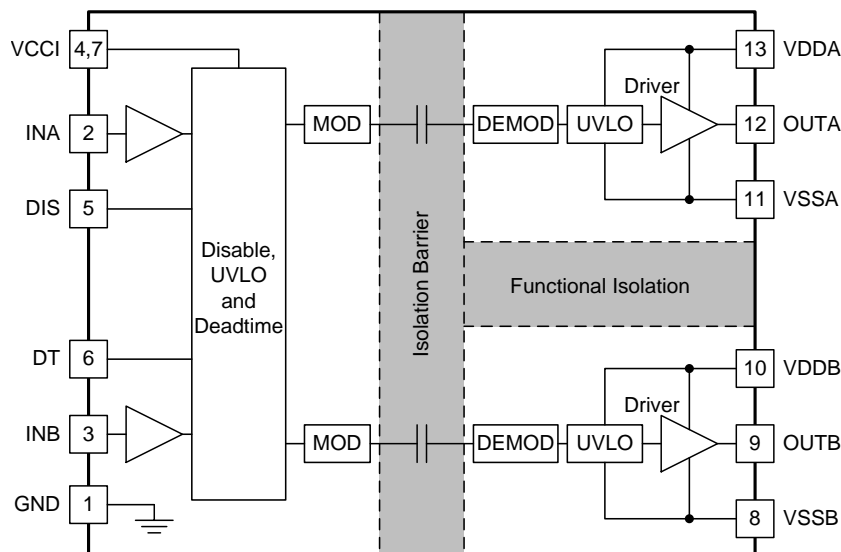 VCCI 4,7
INA 2
DIS 5
DT 6
INB 3
GND 1
Disable,
UVLO
and
Deadtime
MOD
MOD
Isolation Barrier
Functional Isolation
DEMOD
UVLO
Driver
13 VDDA
12 OUTA
11 VSSA
DEMOD
UVLO
Driver
10 VDDB
9 OUTB
8 VSSB